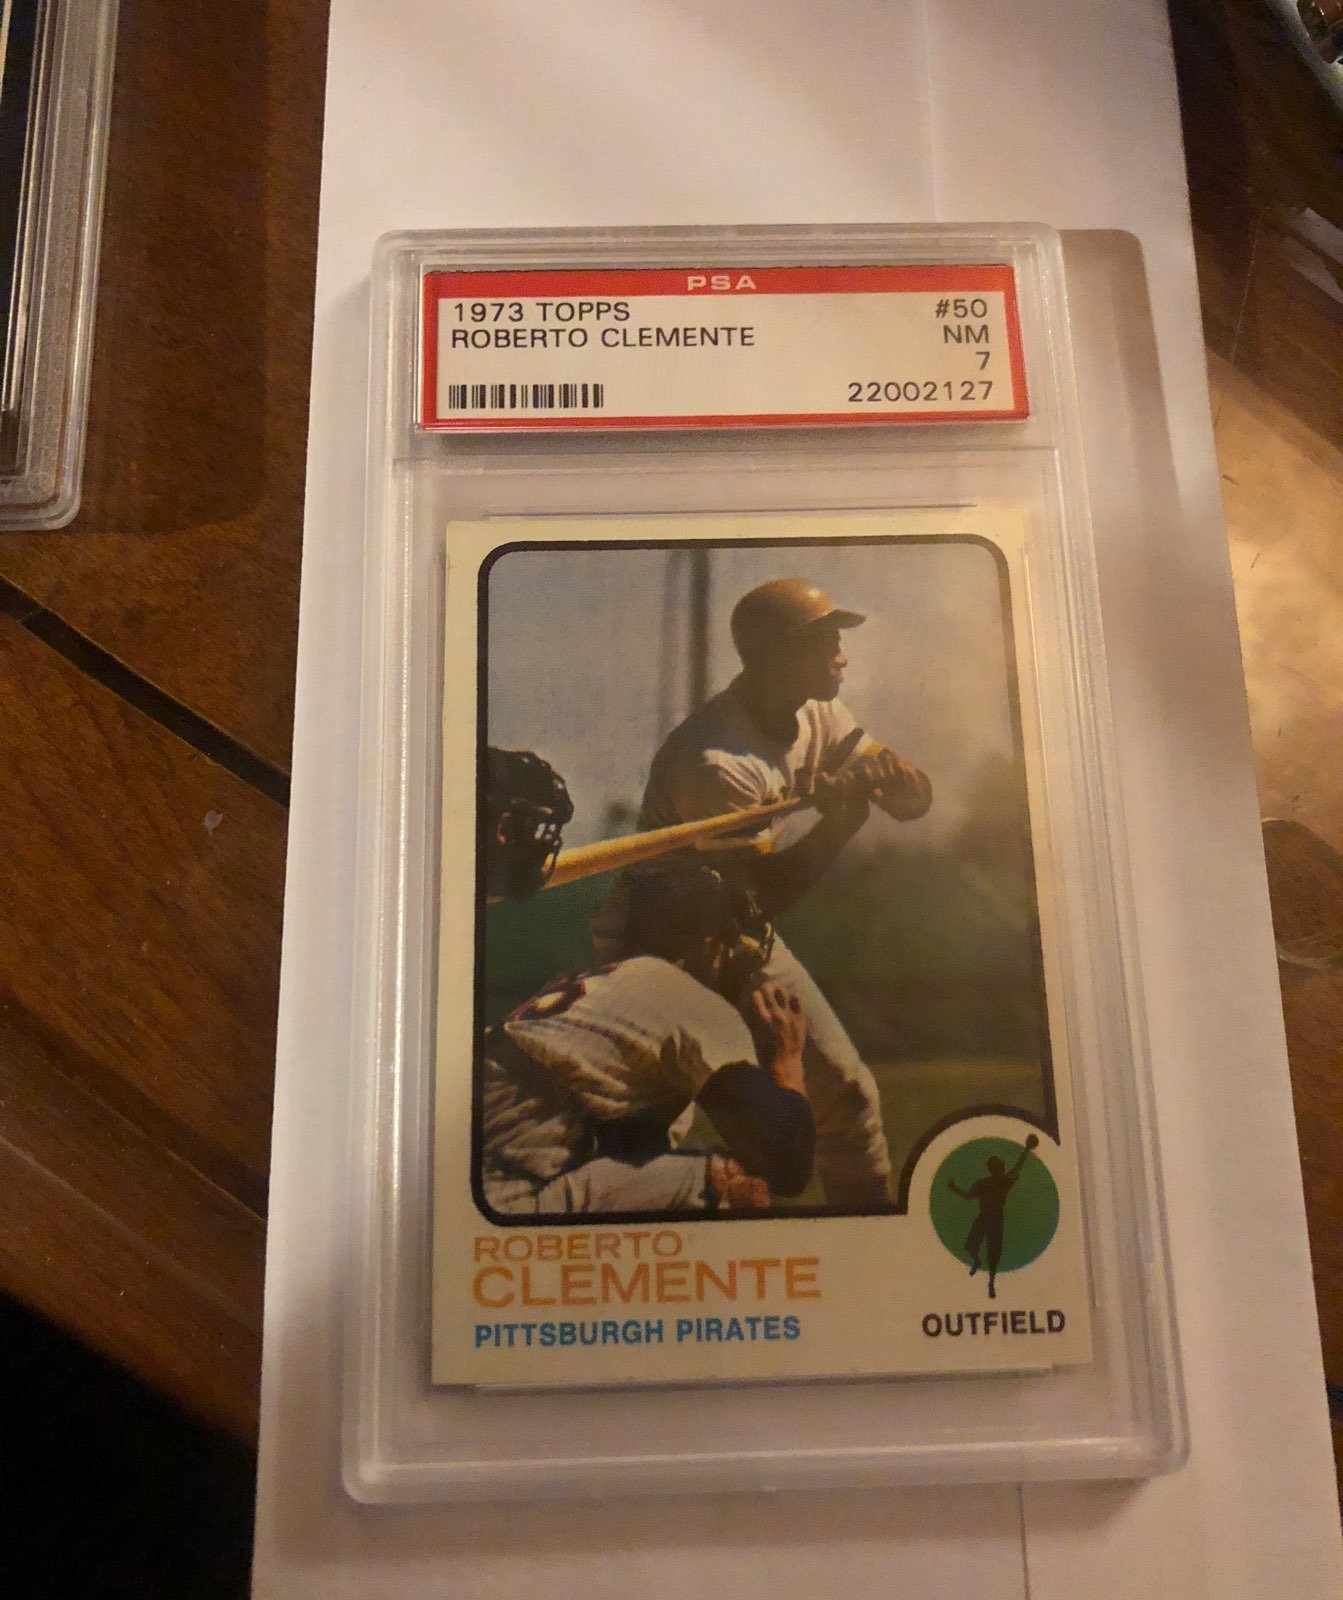 PSA
1973 TOPPS #50
ROBERTO CLEMENTE NM
7
22002127
ROBERTO
CLEMENTE
PITTSBURGH PIRATES
OUTFIELD